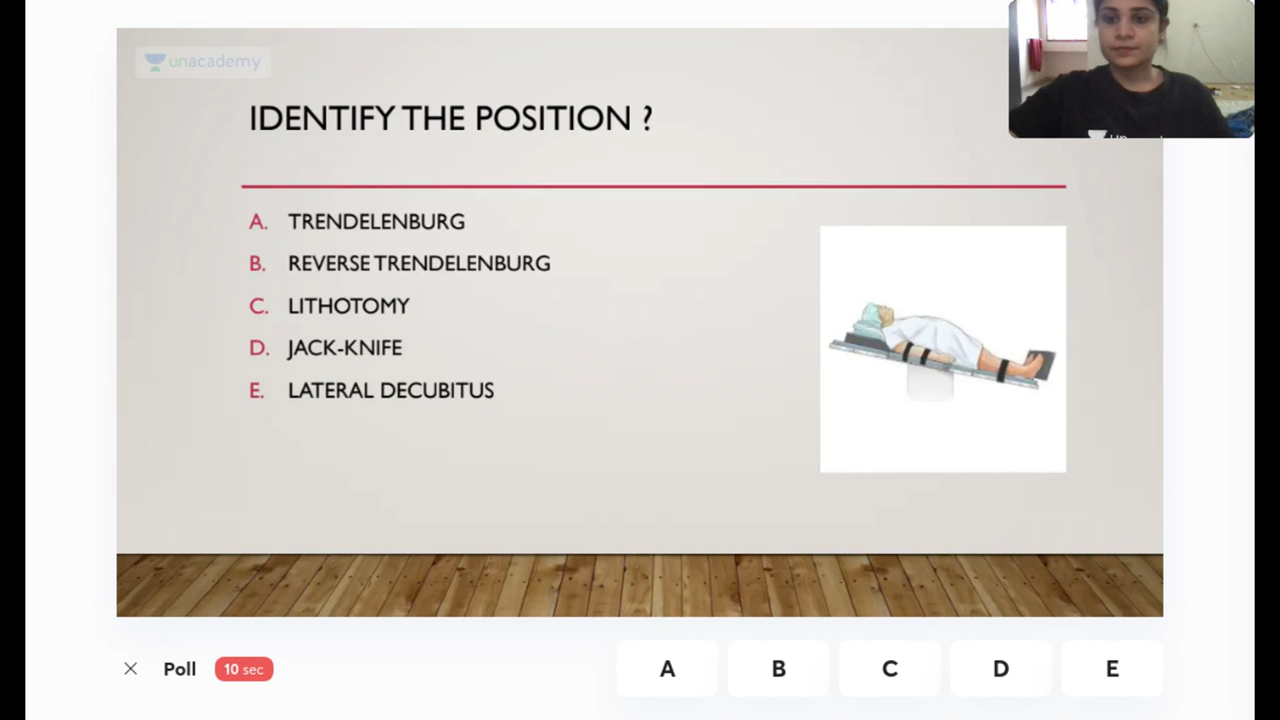 unacademy
IDENTIFY THE POSITION ?
A. TRENDELENBURG
B. REVERSE TRENDELENBURG
C. LITHOTOMY
D. JACK-KNIFE
E. LATERAL DECUBITUS
Poll 10 sec A B C D E